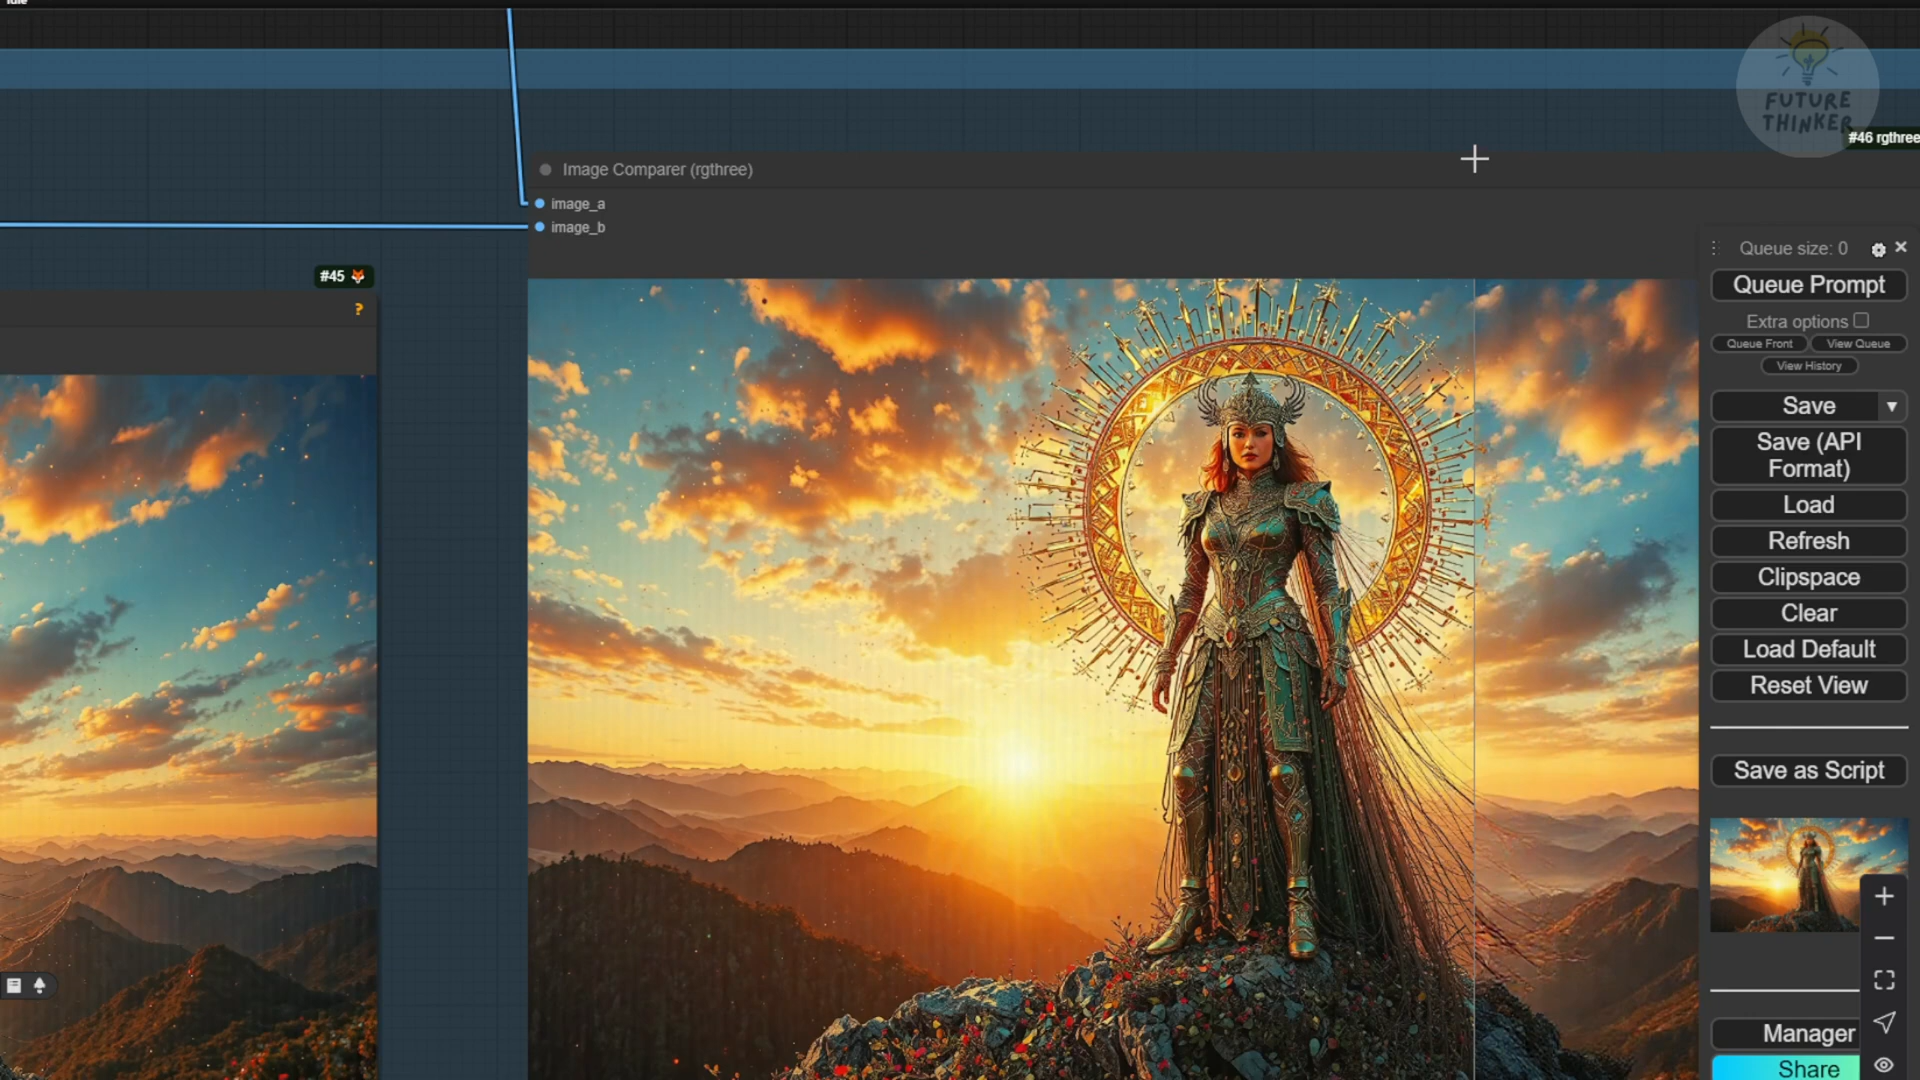 Idle
FUTURE
THINKER
#46 rgthree
Image Comparer (rgthree)
image_a
image_b
#45
?
Queue size: 0
Queue Prompt
Extra options
Queue Front
View Queue
View History
Save
Save (API
Format)
Load
Refresh
Clipspace
Clear
Load Default
Reset View
Save as Script
Manager
Share